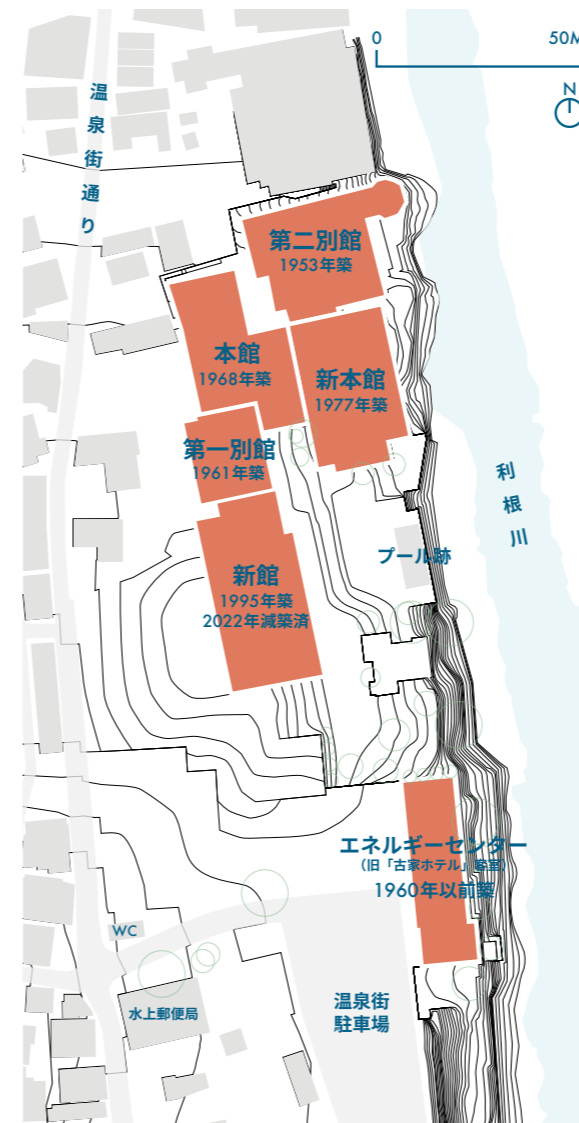 0
50M
N
温泉街通り
第二別館
1953年築
本館
1968年築
新本館
1977年築
第一別館
1961年築
利根川
プール跡
新館
1995年築
2022年減築済
エネルギーセンター
(旧「古家ホテル」
1960年以前築
WC
水上郵便局
温泉街
駐車場